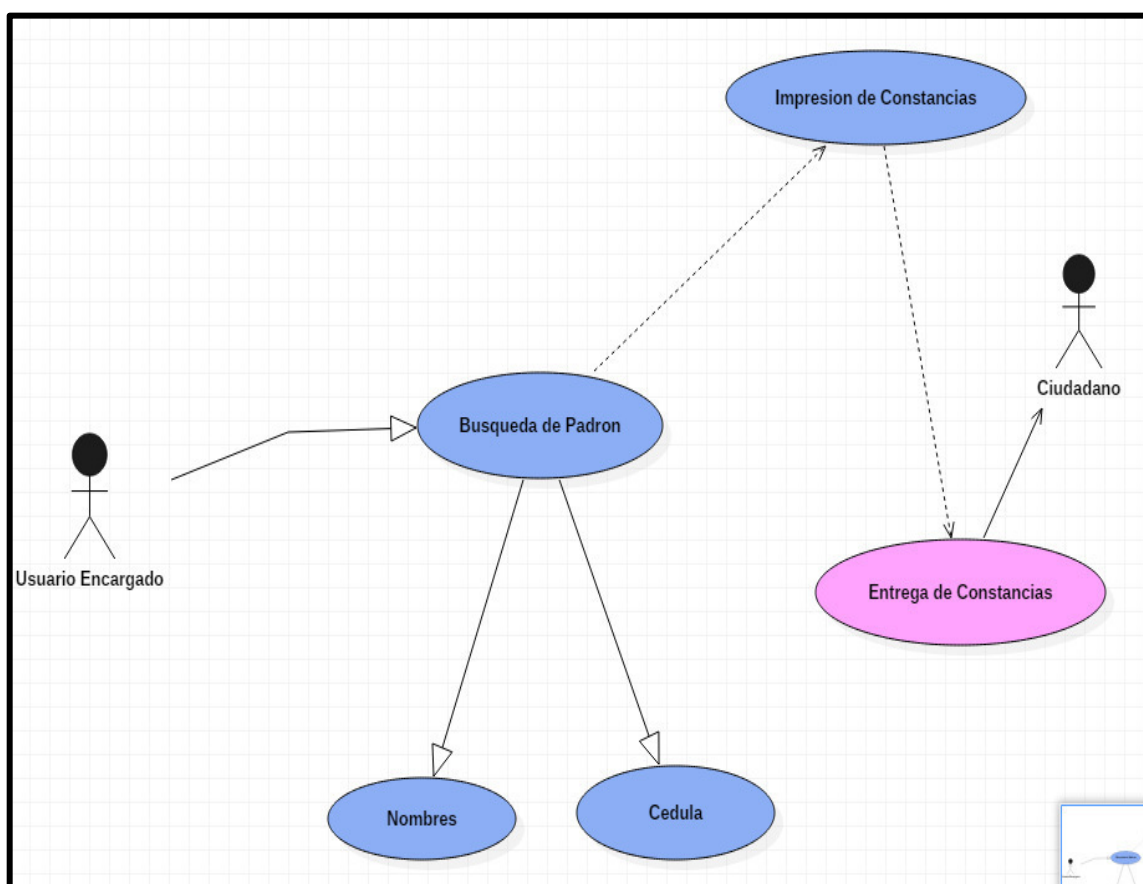 Impresion de Constancias
Ciudadano
Busqueda de Padron
Usuario Encargado
Entrega de Constancias
Nombres
Cedula